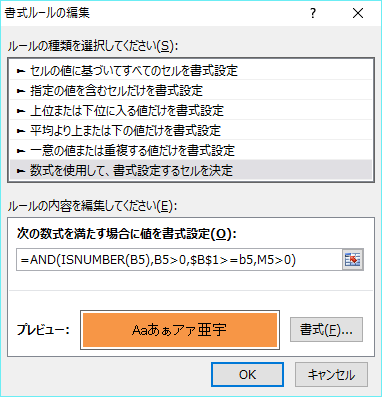 書式ルールの編集 ? ×
ルールの種類を選択してください(S):
► セルの値に基づいてすべてのセルを書式設定
► 指定の値を含むセルだけを書式設定
► 上位または下位に入る値だけを書式設定
► 平均より上または下の値だけを書式設定
► 一意の値または重複する値だけを書式設定
► 数式を使用して、書式設定するセルを決定
ルールの内容を編集してください(E):
次の数式を満たす場合に値を書式設定(O):
=AND(ISNUMBER(B5),B5>0,$B$1>=b5,M5>0)
プレビュー: Aaあぁアァ亜宇 書式(F)...
OK キャンセル